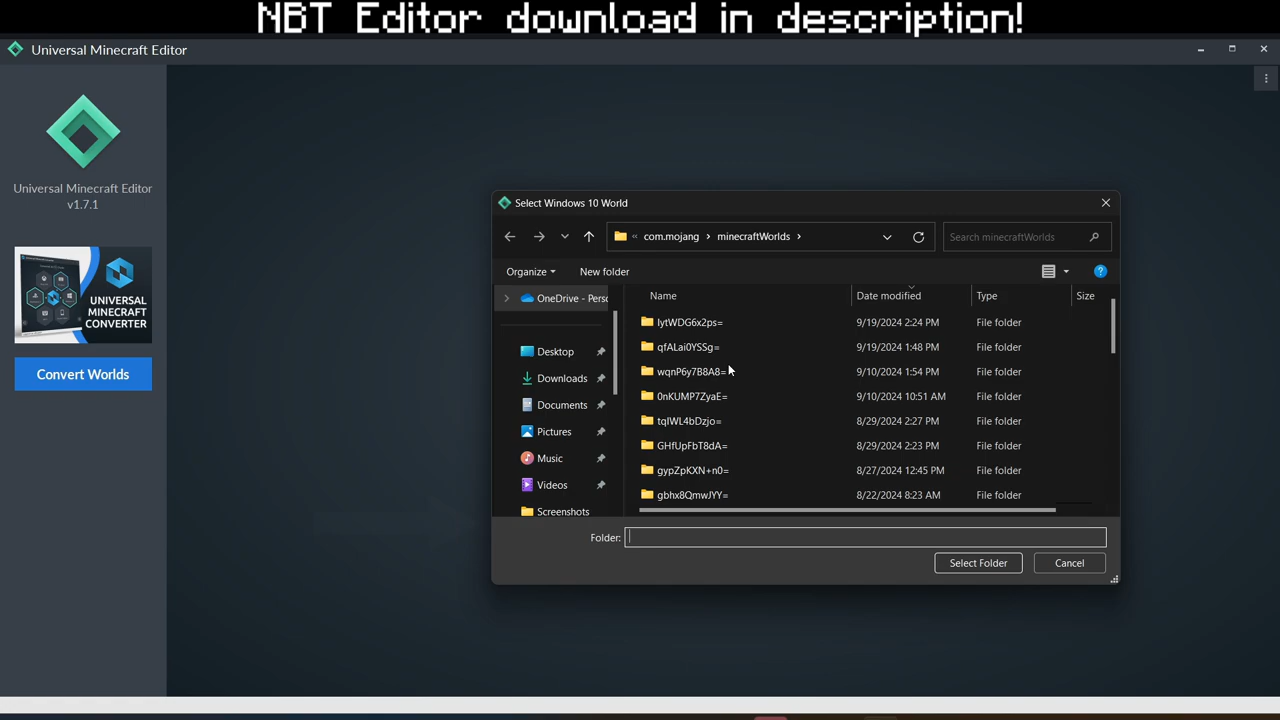 NBT Editor download in description!
Universal Minecraft Editor
Universal Minecraft Editor
v1.7.1
UNIVERSAL
MINECRAFT
CONVERTER
Convert Worlds
Select Windows 10 World
« com.mojang › minecraftWorlds ›
Search minecraftWorlds
Organize
New folder
?
OneDrive - Perso
Desktop
Downloads
Documents
Pictures
Music
Videos
Screenshots
Name Date modified Type Size
9/19/2024 2:24 PM File folder
qfALai0YSSg= 9/19/2024 1:48 PM File folder
wqnP6y7B8A8= 9/10/2024 1:54 PM File folder
0nKUMP7ZyaE= 9/10/2024 10:51 AM File folder
tqIWL4bDzjo= 8/29/2024 2:27 PM File folder
GHfUpFbT8dA= 8/29/2024 2:23 PM File folder
gypZpKXN+n0= 8/27/2024 12:45 PM File folder
gbhx8QmwJYY= 8/22/2024 8:23 AM File folder
Folder:
Select Folder
Cancel